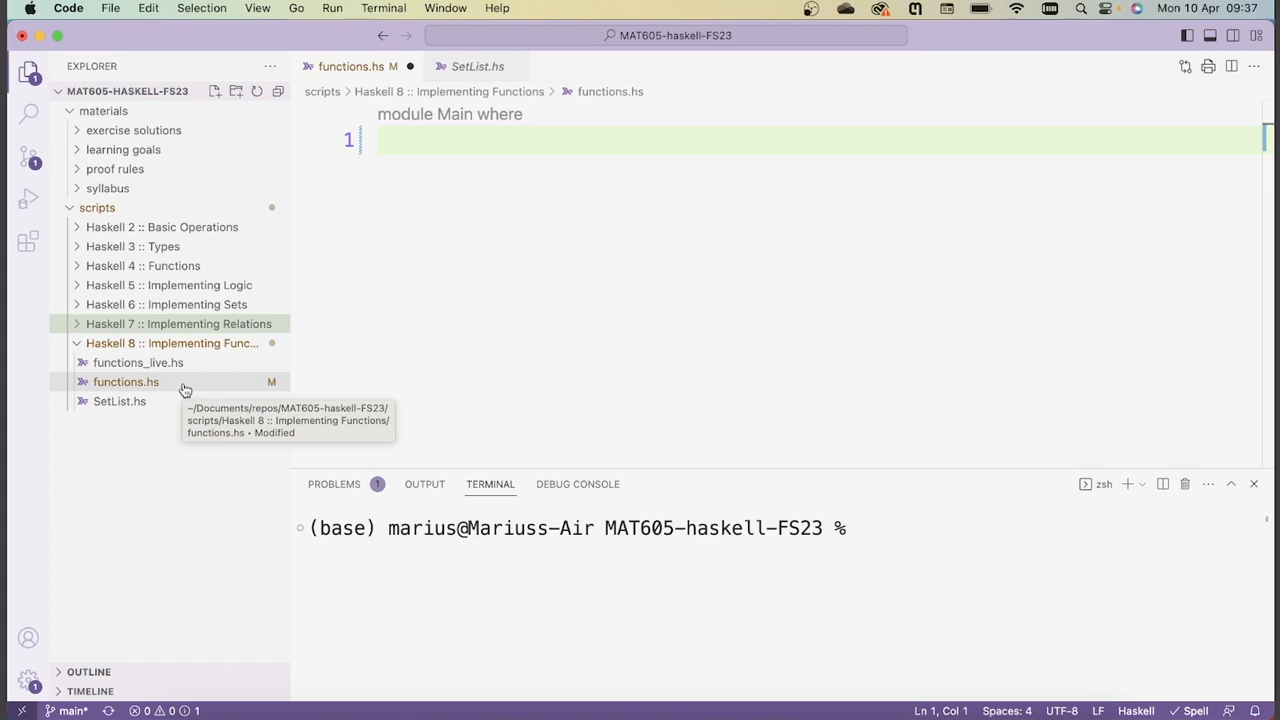 Code File Edit Selection View Go Run Terminal Window Help Mon 10 Apr 09:37
MAT605-haskell-FS23
EXPLORER
MAT605-HASKELL-FS23
materials
exercise solutions
learning goals
proof rules
syllabus
scripts
Haskell 2 :: Basic Operations
Haskell 3 :: Types
Haskell 4 :: Functions
Haskell 5 :: Implementing Logic
Haskell 6 :: Implementing Sets
Haskell 7 :: Implementing Relations
Haskell 8 :: Implementing Func...
functions_live.hs
functions.hs M
SetList.hs
~/Documents/repos/MAT605-haskell-FS23/
scripts/Haskell 8 :: Implementing Functions/
functions.hs • Modified
OUTLINE
TIMELINE
1
1
1
functions.hs M SetList.hs
scripts > Haskell 8 :: Implementing Functions > functions.hs
module Main where
1
PROBLEMS 1 OUTPUT TERMINAL DEBUG CONSOLE zsh
(base) marius@Mariuss-Air MAT605-haskell-FS23 %
main* 0 0 1 Ln 1, Col 1 Spaces: 4 UTF-8 LF Haskell Spell